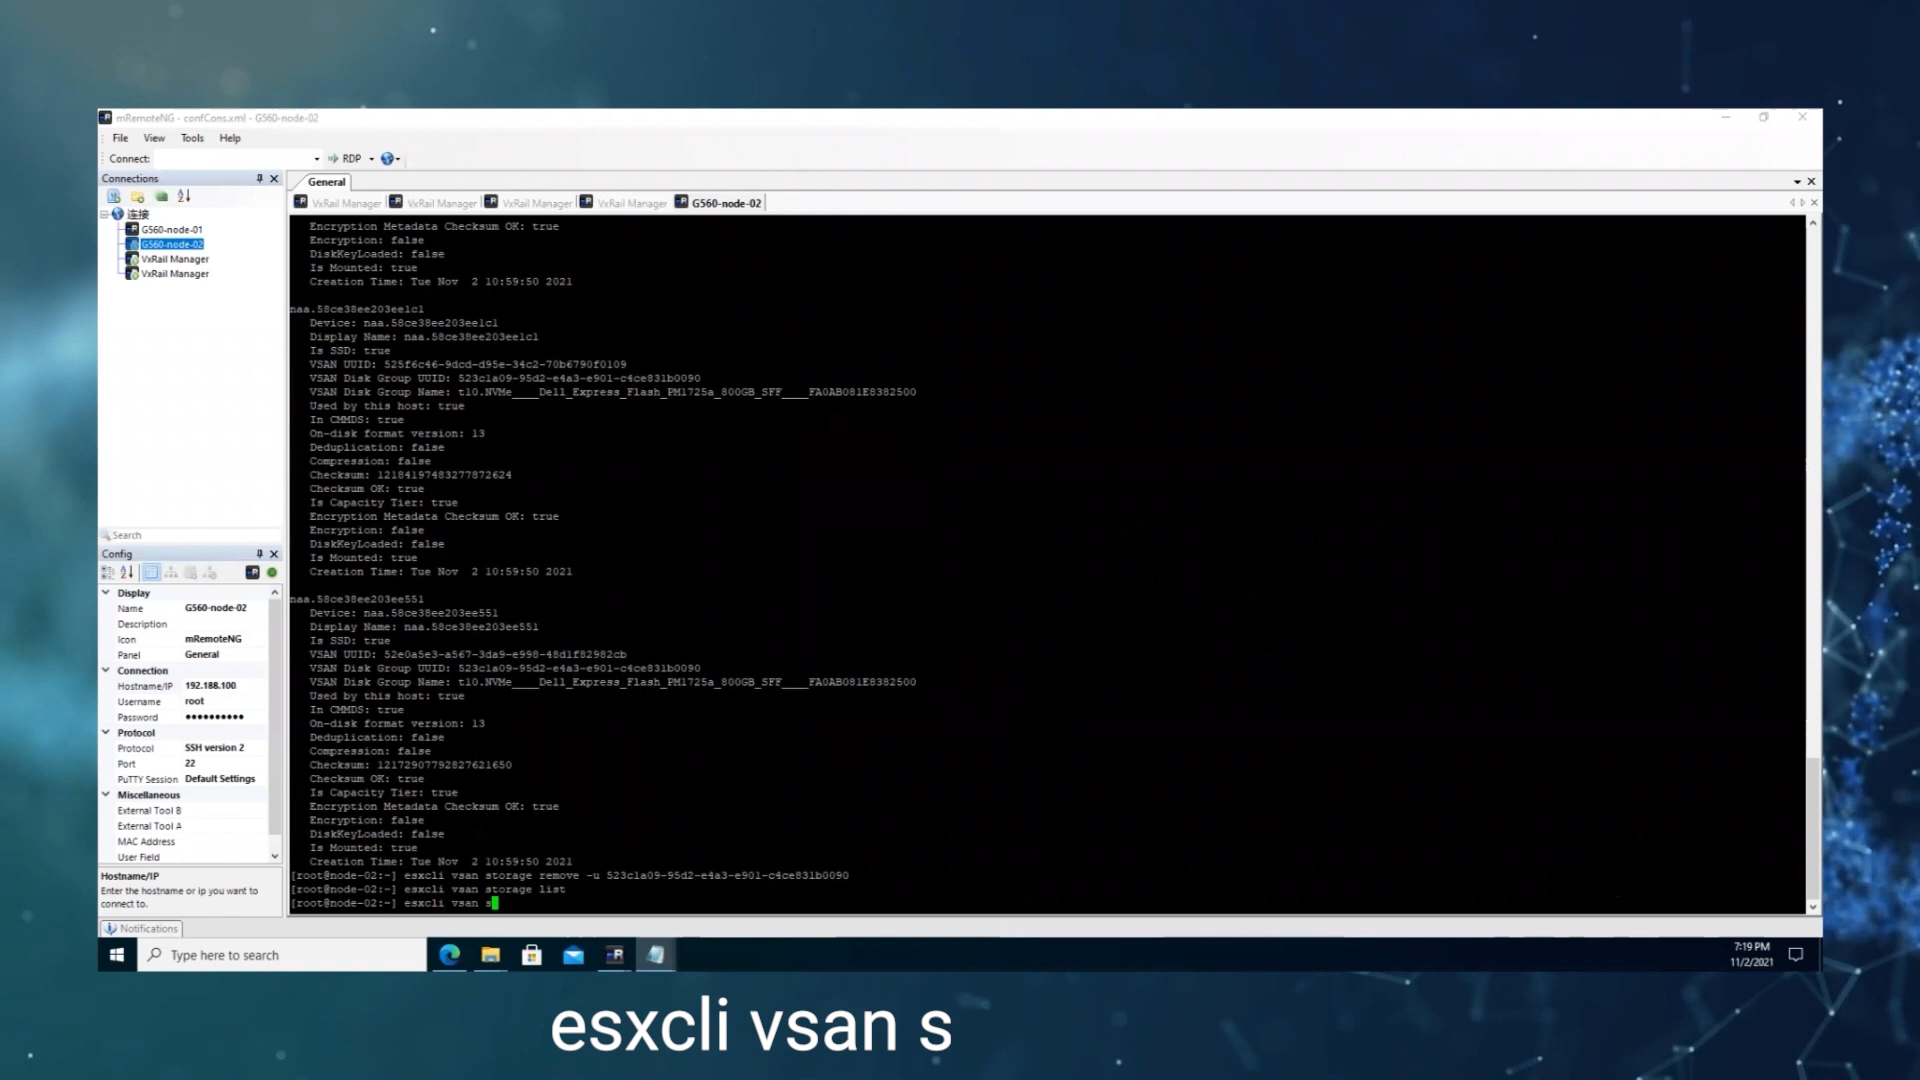 mRemoteNG - confCons.xml - G560-node-02
File View Tools Help
Connect: RDP
Connections
General
VxRail Manager VxRail Manager VxRail Manager VxRail Manager G560-node-02
连接
G560-node-01
G560-node-02
VxRail Manager
VxRail Manager
Search
Config
Display
Name G560-node-02
Description
Icon mRemoteNG
Panel General
Connection
Hostname/IP 192.188.100.
Username root
Password ●●●●●●●●●●
Protocol
Protocol SSH version 2
Port 22
PuTTY Session Default Settings
Miscellaneous
External Tool B
External Tool A
MAC Address
User Field
Hostname/IP
Enter the hostname or ip you want to
connect to.
Notifications
Encryption Metadata Checksum OK: true
Encryption: false
DiskKeyLoaded: false
Is Mounted: true
Creation Time: Tue Nov  2 10:59:50 2021
naa.58ce38ee203ee1c1
Device: naa.58ce38ee203ee1c1
Display Name: naa.58ce38ee203ee1c1
Is SSD: true
VSAN UUID: 525f6c46-9dcd-d95e-34c2-70b6790f0109
VSAN Disk Group UUID: 523c1a09-95d2-e4a3-e901-c4ce831b0090
VSAN Disk Group Name: t10.NVMe____Dell_Express_Flash_PM1725a_800GB_SFF____FA0AB081E8382500
Used by this host: true
In CMMDS: true
On-disk format version: 13
Deduplication: false
Compression: false
Checksum: 12184197483277872624
Checksum OK: true
Is Capacity Tier: true
Encryption Metadata Checksum OK: true
Encryption: false
DiskKeyLoaded: false
Is Mounted: true
Creation Time: Tue Nov  2 10:59:50 2021
naa.58ce38ee203ee551
Device: naa.58ce38ee203ee551
Display Name: naa.58ce38ee203ee551
Is SSD: true
VSAN UUID: 52e0a5e3-a567-3da9-e998-48d1f82982cb
VSAN Disk Group UUID: 523c1a09-95d2-e4a3-e901-c4ce831b0090
VSAN Disk Group Name: t10.NVMe____Dell_Express_Flash_PM1725a_800GB_SFF____FA0AB081E8382500
Used by this host: true
In CMMDS: true
On-disk format version: 13
Deduplication: false
Compression: false
Checksum: 12172907792827621650
Checksum OK: true
Is Capacity Tier: true
Encryption Metadata Checksum OK: true
Encryption: false
DiskKeyLoaded: false
Is Mounted: true
Creation Time: Tue Nov  2 10:59:50 2021
[root@node-02:~] esxcli vsan storage remove -u 523c1a09-95d2-e4a3-e901-c4ce831b0090
[root@node-02:~] esxcli vsan storage list
[root@node-02:~] esxcli vsan s
Type here to search
7:19 PM
11/2/2021
esxcli vsan s